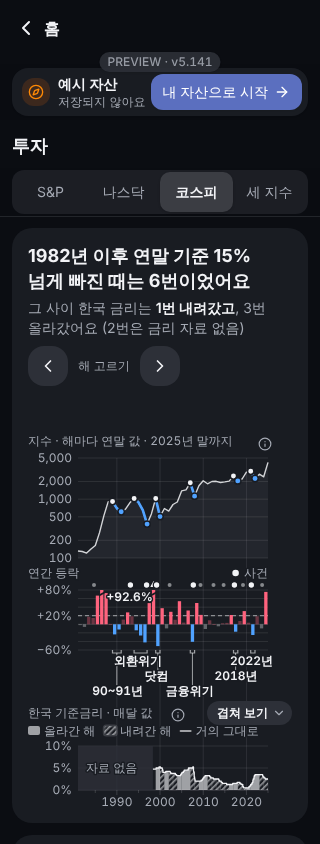 홈
PREVIEW · v5.141
예시 자산
저장되지 않아요
내 자산으로 시작 →
투자
S&P
나스닥
코스피
세 지수
1982년 이후 연말 기준 15%
넘게 빠진 때는 6번이었어요
그 사이 한국 금리는 1번 내려갔고, 3번
올라갔어요 (2번은 금리 자료 없음)
해 고르기
지수 · 해마다 연말 값 · 2025년 말까지
5,000
2,000
1,000
500
200
100
연간 등락
사건
+80%
+92.6%
+20%
−60%
외환위기
2022년
닷컴
2018년
90~91년
금융위기
한국 기준금리 · 매달 값
겹쳐 보기
올라간 해
내려간 해
거의 그대로
10%
자료 없음
5%
0%
1990
2000
2010
2020